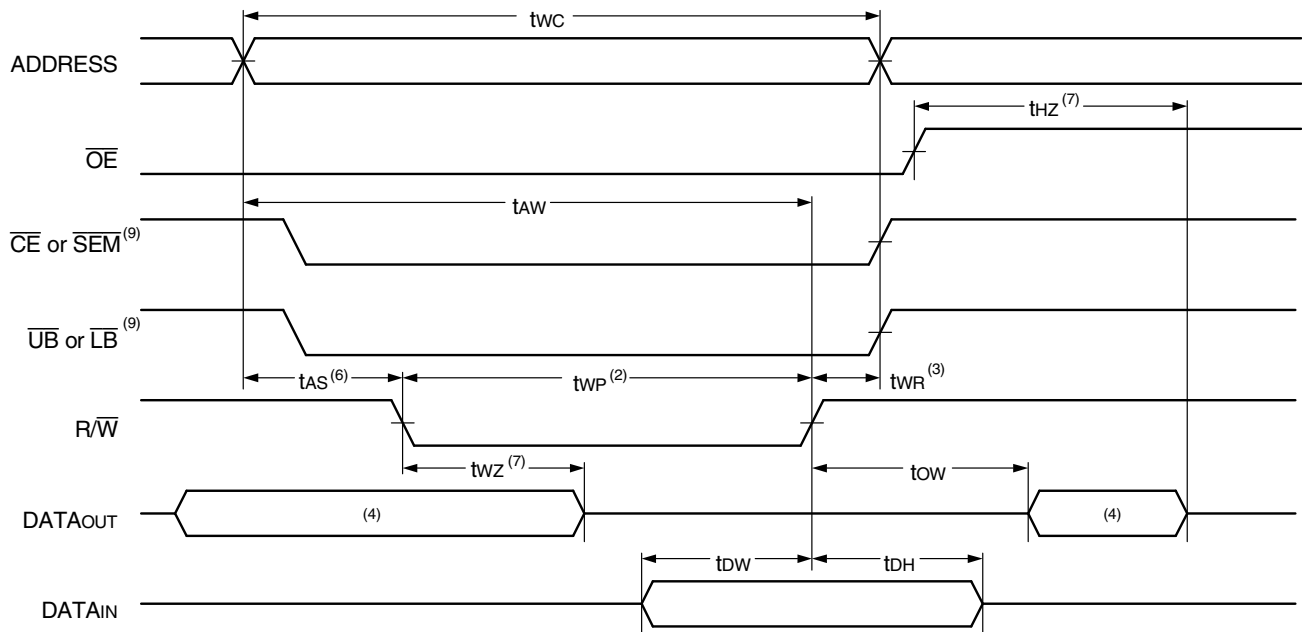 tWC
ADDRESS
tHZ(7)
OE
tAW
CE or SEM(9)
UB or LB(9)
tAS(6) tWP(2) tWR(3)
R/W
tWZ(7) tOW
DATAOUT (4) (4)
tDW tDH
DATAIN